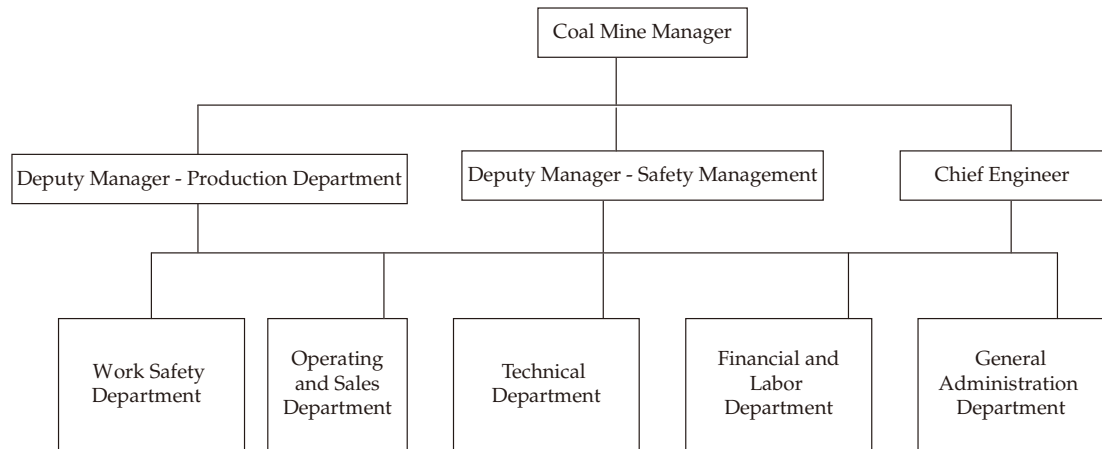 Coal Mine Manager
Deputy Manager - Production Department
Deputy Manager - Safety Management
Chief Engineer
Work Safety
Department
Operating
and Sales
Department
Technical
Department
Financial and
Labor
Department
General
Administration
Department